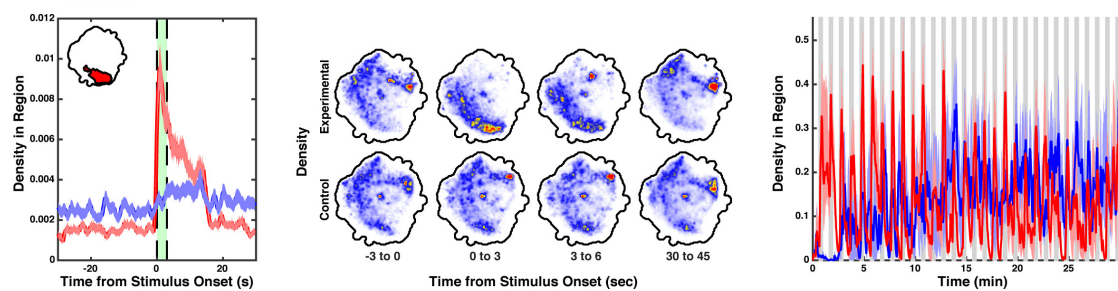 0.012
0.01
0.008
0.006
0.004
0.002
0
Density in Region
-20
0
20
Time from Stimulus Onset (s)
Density
Experimental
Control
-3 to 0
0 to 3
3 to 6
30 to 45
Time from Stimulus Onset (sec)
0.5
0.4
0.3
0.2
0.1
0
Density in Region
0
5
10
15
20
25
Time (min)